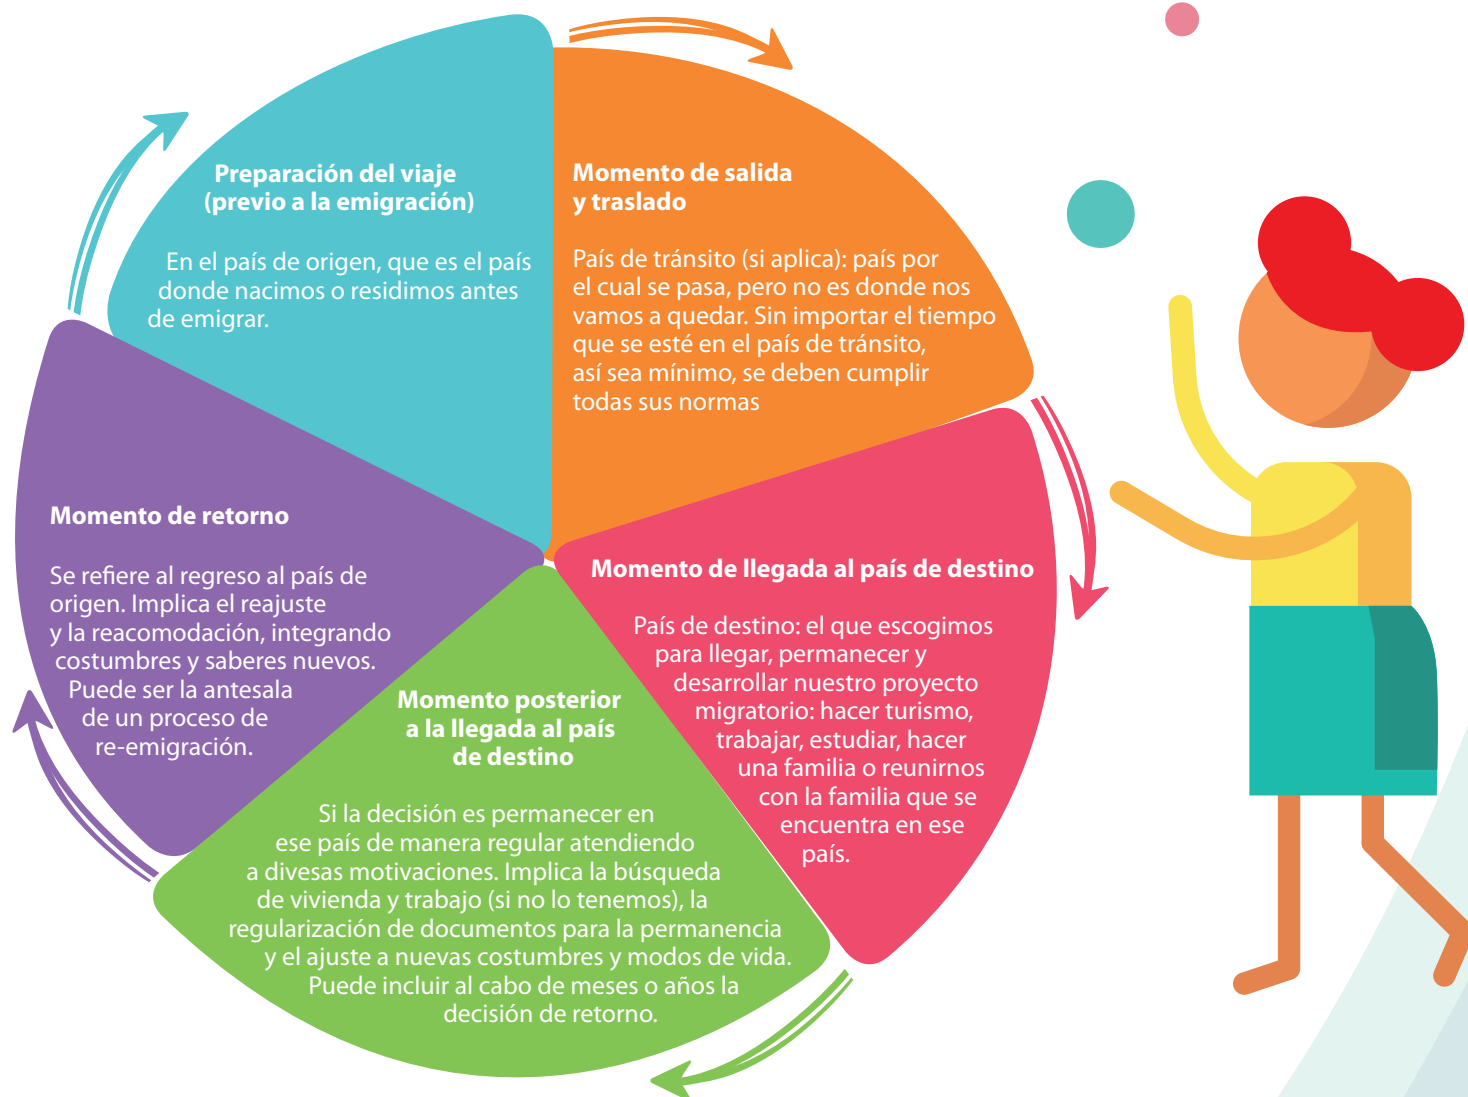 Preparación del viaje
(previo a la emigración)
En el país de origen, que es el país
donde nacimos o residimos antes
de emigrar.
Momento de salida
y traslado
País de tránsito (si aplica): país por
el cual se pasa, pero no es donde nos
vamos a quedar. Sin importar el tiempo
que se esté en el país de tránsito,
así sea mínimo, se deben cumplir
todas sus normas
Momento de llegada al país de destino
País de destino: el que escogimos
para llegar, permanecer y
desarrollar nuestro proyecto
migratorio: hacer turismo,
trabajar, estudiar, hacer
una familia o reunirnos
con la familia que se
encuentra en ese
país.
Momento posterior
a la llegada al país
de destino
Si la decisión es permanecer en
ese país de manera regular atendiendo
a divesas motivaciones. Implica la búsqueda
de vivienda y trabajo (si no lo tenemos), la
regularización de documentos para la permanencia
y el ajuste a nuevas costumbres y modos de vida.
Puede incluir al cabo de meses o años la
decisión de retorno.
Momento de retorno
Se refiere al regreso al país de
origen. Implica el reajuste
y la reacomodación, integrando
costumbres y saberes nuevos.
Puede ser la antesala
de un proceso de
re-emigración.